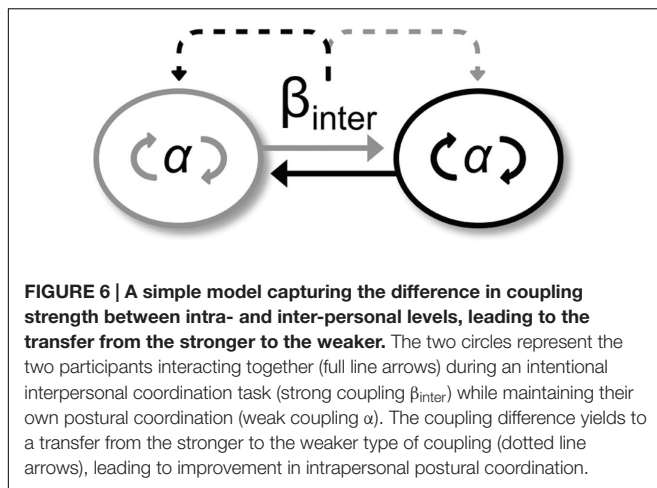 β inter
α α
FIGURE 6 | A simple model capturing the difference in coupling
strength between intra- and inter-personal levels, leading to the
transfer from the stronger to the weaker. The two circles represent the
two participants interacting together (full line arrows) during an intentional
interpersonal coordination task (strong coupling βinter) while maintaining their
own postural coordination (weak coupling α). The coupling difference yields to
a transfer from the stronger to the weaker type of coupling (dotted line
arrows), leading to improvement in intrapersonal postural coordination.